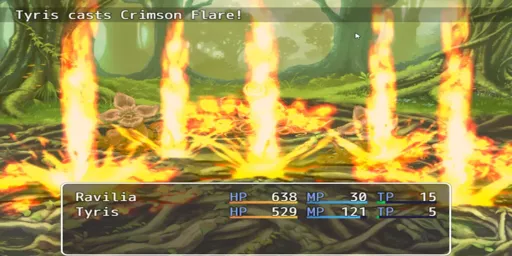 Tyris casts Crimson Flare!
Ravilia HP 638 MP 30 TP 15
Tyris HP 529 MP 121 TP 5